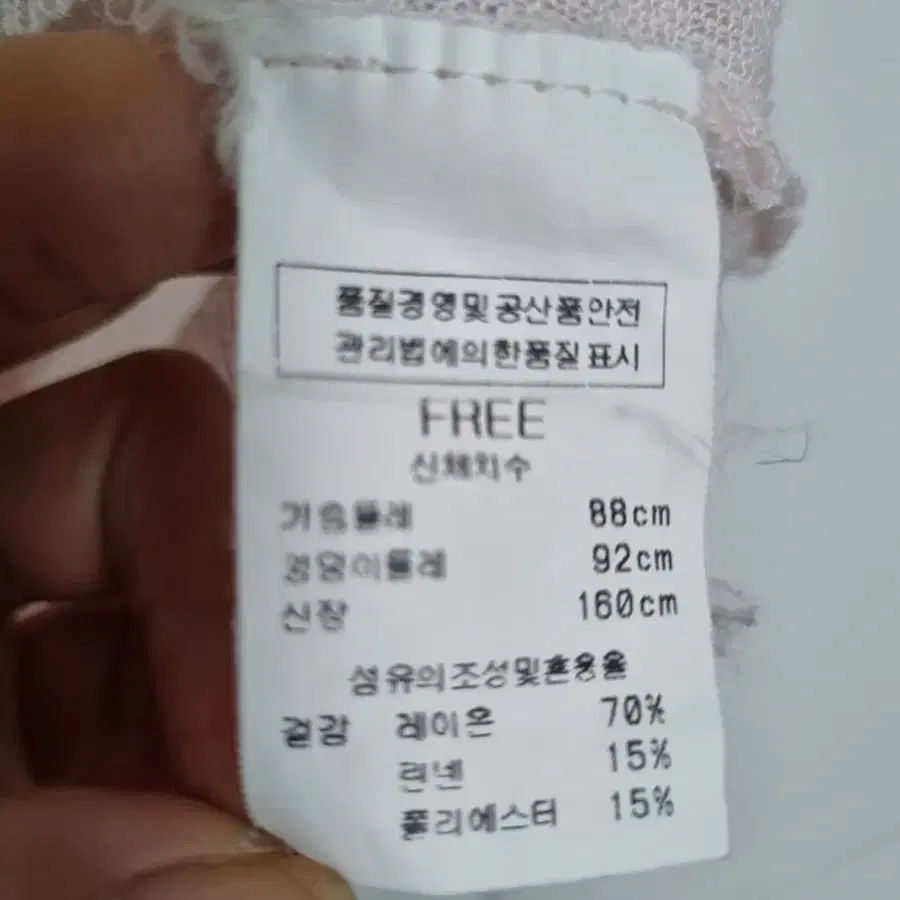 품질경영및공산품안전
관리법에의한품질표시
FREE
신체치수
가슴둘레 88cm
엉덩이둘레 92cm
신장 160cm
섬유의조성및혼용율
겉감 레이온 70%
린넨 15%
폴리에스터 15%